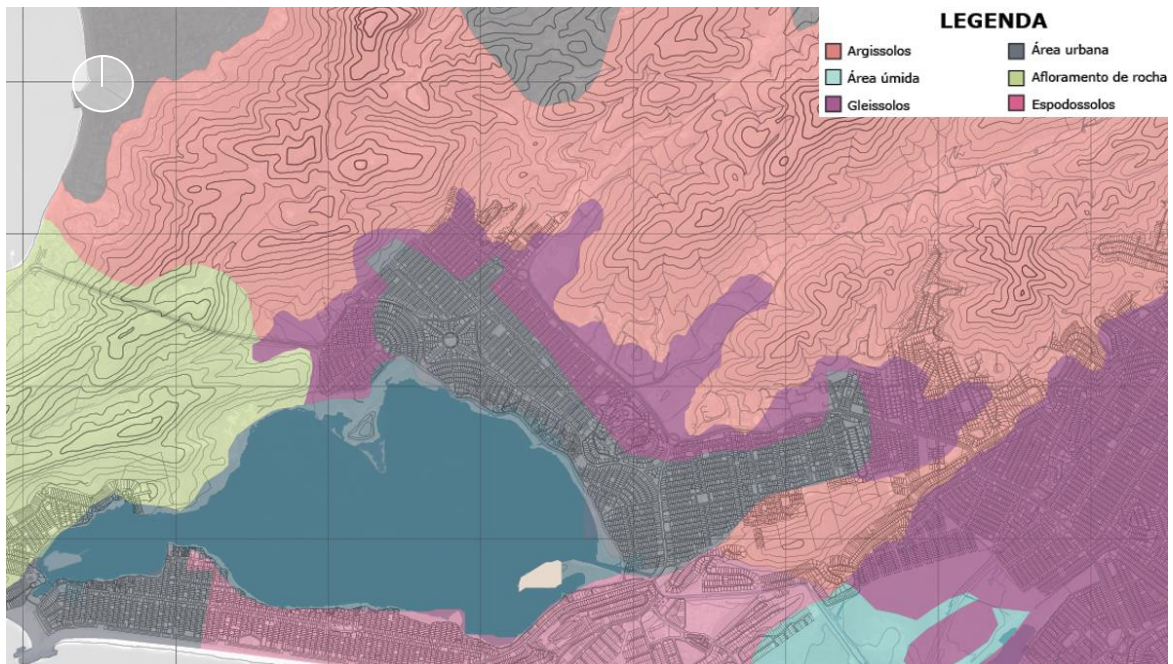 LEGENDA
Argissolos
Área úmida
Gleissolos
Área urbana
Afloramento de rocha
Espodossolos